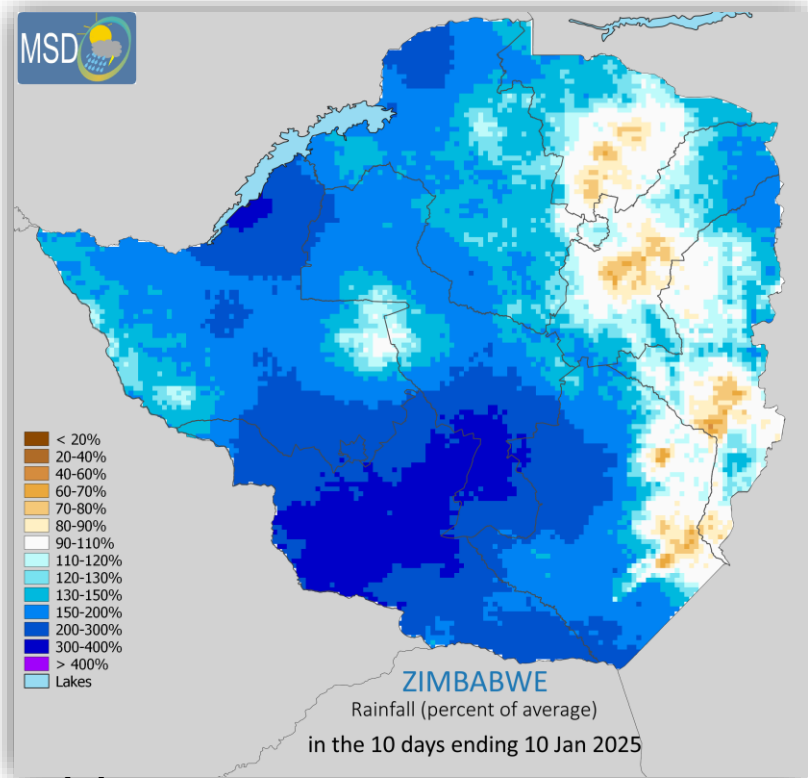 MSD
< 20%
20-40%
40-60%
60-70%
70-80%
80-90%
90-110%
110-120%
120-130%
130-150%
150-200%
200-300%
300-400%
> 400%
Lakes
ZIMBABWE
Rainfall (percent of average)
in the 10 days ending 10 Jan 2025